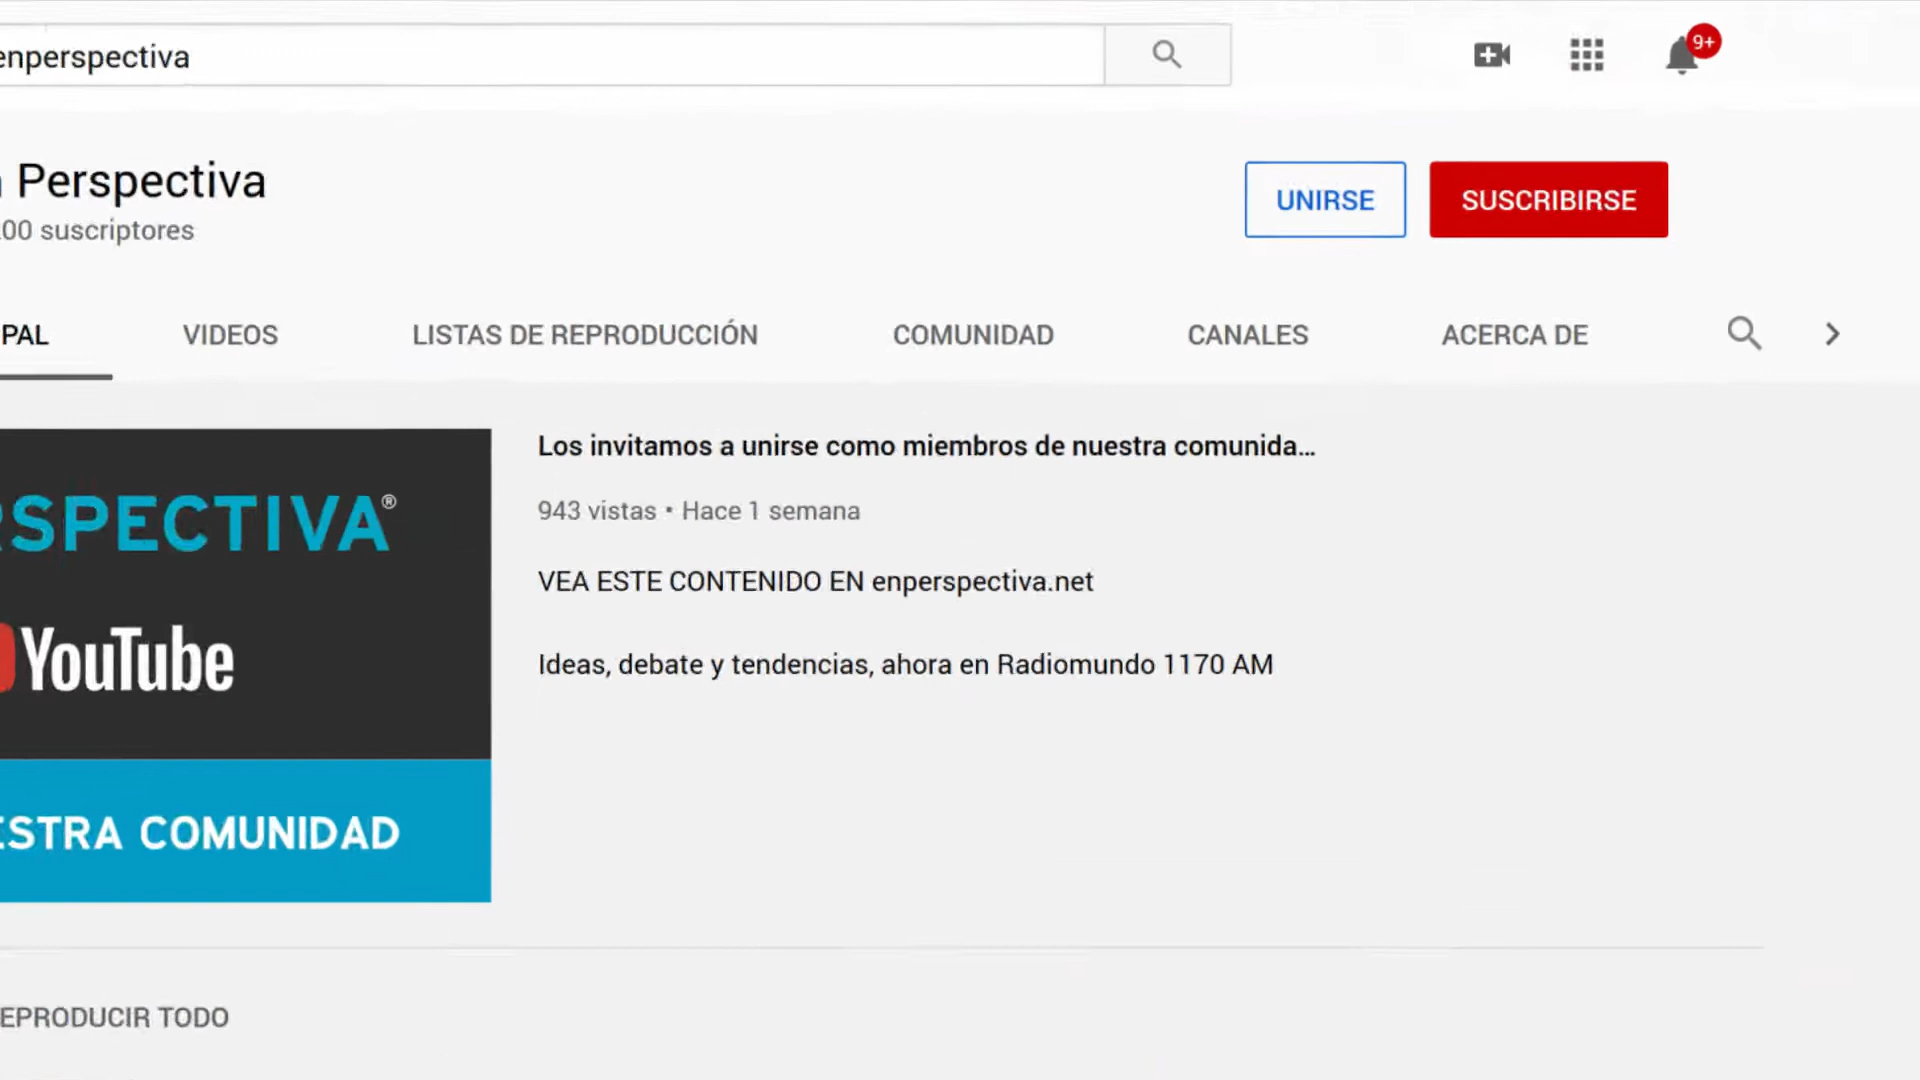 enperspectiva
9+
Perspectiva
00 suscriptores
UNIRSE
SUSCRIBIRSE
PAL
VIDEOS
LISTAS DE REPRODUCCIÓN
COMUNIDAD
CANALES
ACERCA DE
RSPECTIVA®
YouTube
ESTRA COMUNIDAD
Los invitamos a unirse como miembros de nuestra comunida...
943 vistas • Hace 1 semana
VEA ESTE CONTENIDO EN enperspectiva.net
Ideas, debate y tendencias, ahora en Radiomundo 1170 AM
EPRODUCIR TODO